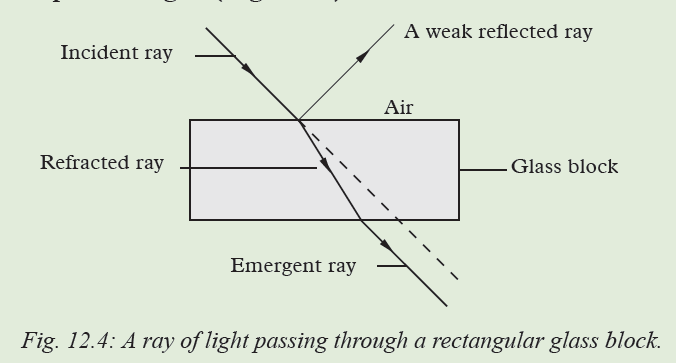 A weak reflected ray
Incident ray
Air
Refracted ray
Glass block
Emergent ray
Fig. 12.4: A ray of light passing through a rectangular glass block.